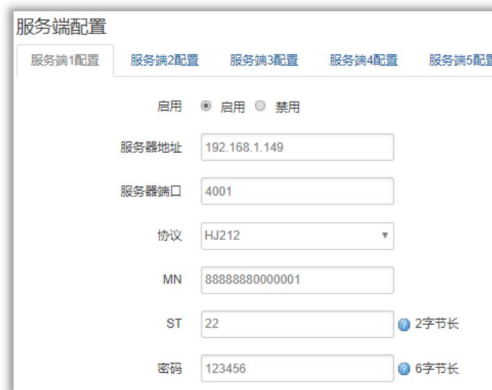 服务端配置
服务端1配置 服务端2配置 服务端3配置 服务端4配置 服务端5配置
启用 启用 禁用
服务器地址 192.168.1.149
服务器端口 4001
协议 HJ212
MN 88888880000001
ST 22 2字节长
密码 123456 6字节长